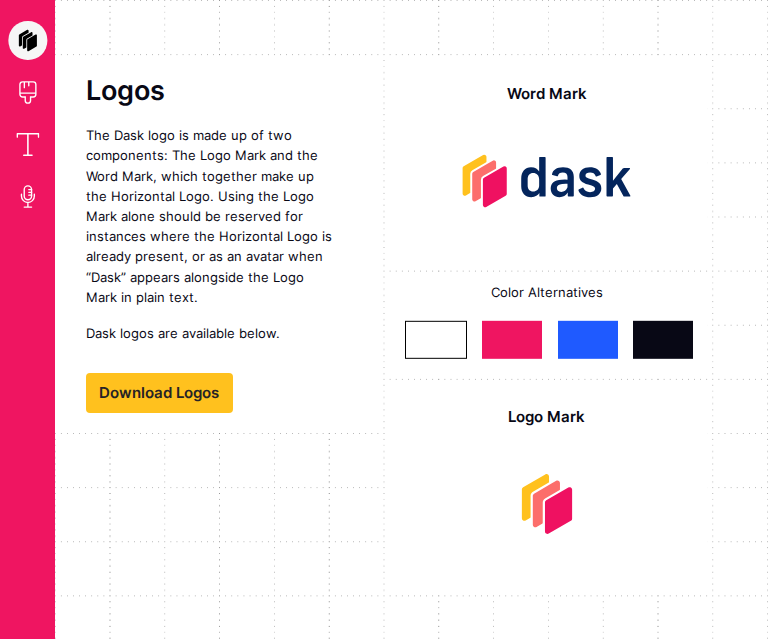 Logos
The Dask logo is made up of two
components: The Logo Mark and the
Word Mark, which together make up
the Horizontal Logo. Using the Logo
Mark alone should be reserved for
instances where the Horizontal Logo is
already present, or as an avatar when
“Dask” appears alongside the Logo
Mark in plain text.
Dask logos are available below.
Download Logos
Word Mark
dask
Color Alternatives
Logo Mark